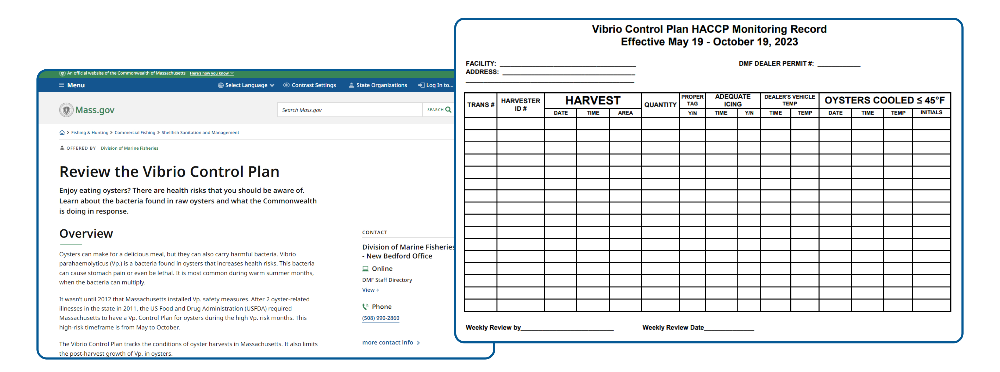 An official website of the Commonwealth of Massachusetts Here's how you know
Menu
Select Language
Contrast Settings
State Organizations
Log In to...
Mass.gov
Search Mass.gov
SEARCH
Fishing & Hunting > Commercial Fishing > Shellfish Sanitation and Management
OFFERED BY Division of Marine Fisheries
Review the Vibrio Control Plan
Enjoy eating oysters? There are health risks that you should be aware of.
Learn about the bacteria found in raw oysters and what the Commonwealth
is doing in response.
Overview
Oysters can make for a delicious meal, but they can also carry harmful bacteria. Vibrio
parahaemolyticus (Vp.) is a bacteria found in oysters that increases health risks. This bacteria
can cause stomach pain or even be lethal. It is most common during warm summer months,
when the bacteria can multiply.
It wasn't until 2012 that Massachusetts installed Vp. safety measures. After 2 oyster-related
illnesses in the state in 2011, the US Food and Drug Administration (USFDA) required
Massachusetts to have a Vp. Control Plan for oysters during the high Vp. risk months. This
high-risk timeframe is from May to October.
The Vibrio Control Plan tracks the conditions of oyster harvests in Massachusetts. It also limits
the post-harvest growth of Vp. in oysters.
CONTACT
Division of Marine Fisheries
- New Bedford Office
Online
DMF Staff Directory
View
Phone
(508) 990-2860
more contact info
Vibrio Control Plan HACCP Monitoring Record
Effective May 19 - October 19, 2023
FACILITY: DMF DEALER PERMIT #:
ADDRESS:
TRANS #
HARVESTER
ID #
HARVEST
DATE TIME AREA
QUANTITY
PROPER
TAG
Y/N
ADEQUATE
ICING
TIME Y/N
DEALER'S VEHICLE
TEMP
TIME TEMP
OYSTERS COOLED ≤ 45°F
DATE TIME TEMP INITIALS
Weekly Review by Weekly Review Date